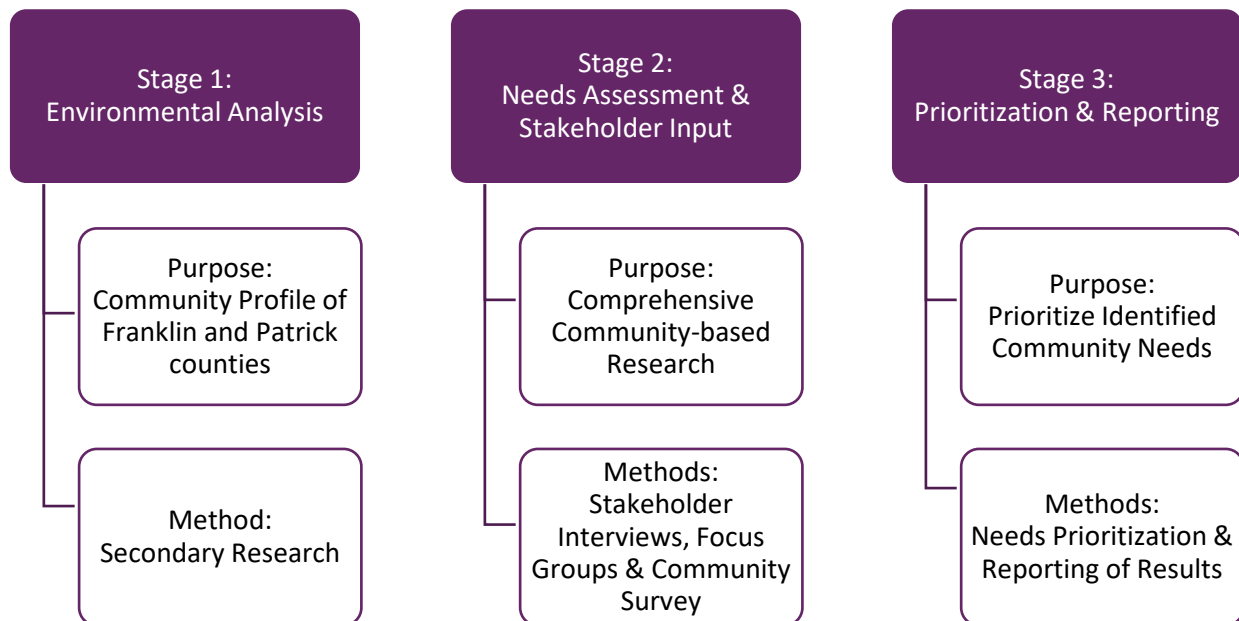 Stage 1:
Environmental Analysis
Purpose:
Community Profile of
Franklin and Patrick
counties
Method:
Secondary Research
Stage 2:
Needs Assessment &
Stakeholder Input
Purpose:
Comprehensive
Community-based
Research
Methods:
Stakeholder
Interviews, Focus
Groups & Community
Survey
Stage 3:
Prioritization & Reporting
Purpose:
Prioritize Identified
Community Needs
Methods:
Needs Prioritization &
Reporting of Results